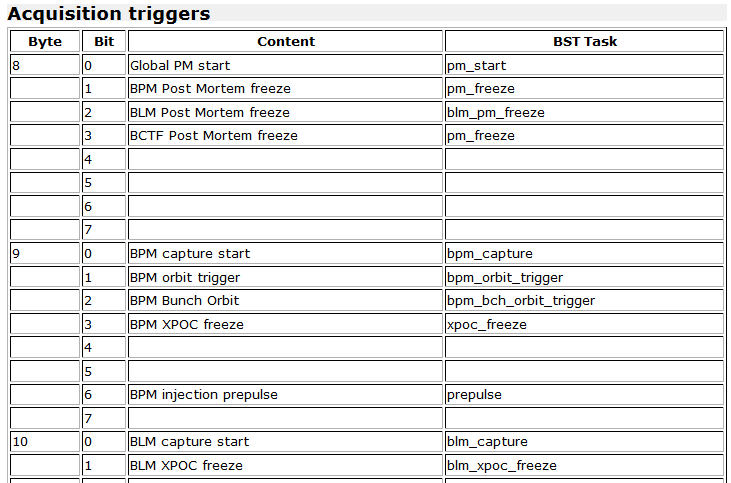 Acquisition triggers
Byte Bit Content BST Task
8 0 Global PM start pm_start
1 BPM Post Mortem freeze pm_freeze
2 BLM Post Mortem freeze blm_pm_freeze
3 BCTF Post Mortem freeze pm_freeze
4
5
6
7
9 0 BPM capture start bpm_capture
1 BPM orbit trigger bpm_orbit_trigger
2 BPM Bunch Orbit bpm_bch_orbit_trigger
3 BPM XPOC freeze xpoc_freeze
4
5
6 BPM injection prepulse prepulse
7
10 0 BLM capture start blm_capture
1 BLM XPOC freeze blm_xpoc_freeze